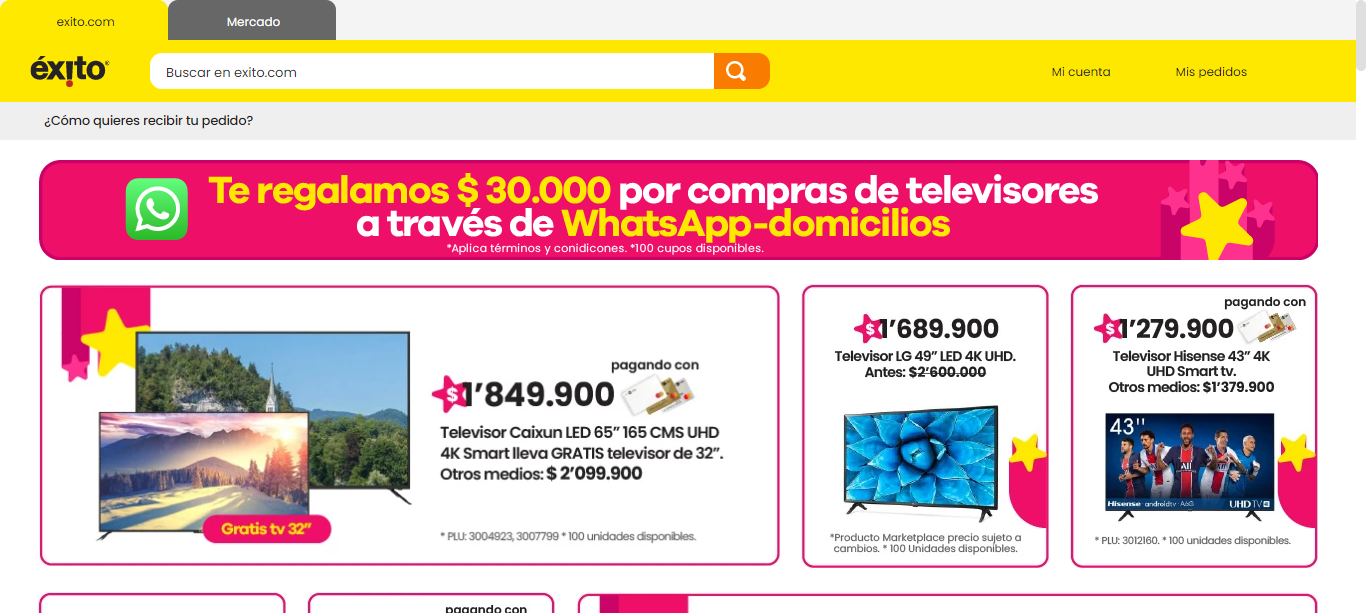 exito.com
Mercado
éxito
Buscar en exito.com
Mi cuenta
Mis pedidos
¿Cómo quieres recibir tu pedido?
Te regalamos $ 30.000 por compras de televisores
a través de WhatsApp-domicilios
*Aplica términos y conidicones. *100 cupos disponibles.
pagando con
$1’849.900
Televisor Caixun LED 65” 165 CMS UHD
4K Smart lleva GRATIS televisor de 32”.
Otros medios: $ 2’099.900
Gratis tv 32”
* PLU: 3004923, 3007799 * 100 unidades disponibles.
$1’689.900
Televisor LG 49” LED 4K UHD.
Antes: $2’600.000
*Producto Marketplace precio sujeto a
cambios. * 100 Unidades disponibles.
pagando con
$1’279.900
Televisor Hisense 43” 4K
UHD Smart tv.
Otros medios: $1’379.900
43''
Hisense androidtv A6G UHD TV
* PLU: 3012160. * 100 unidades disponibles.
pagando con